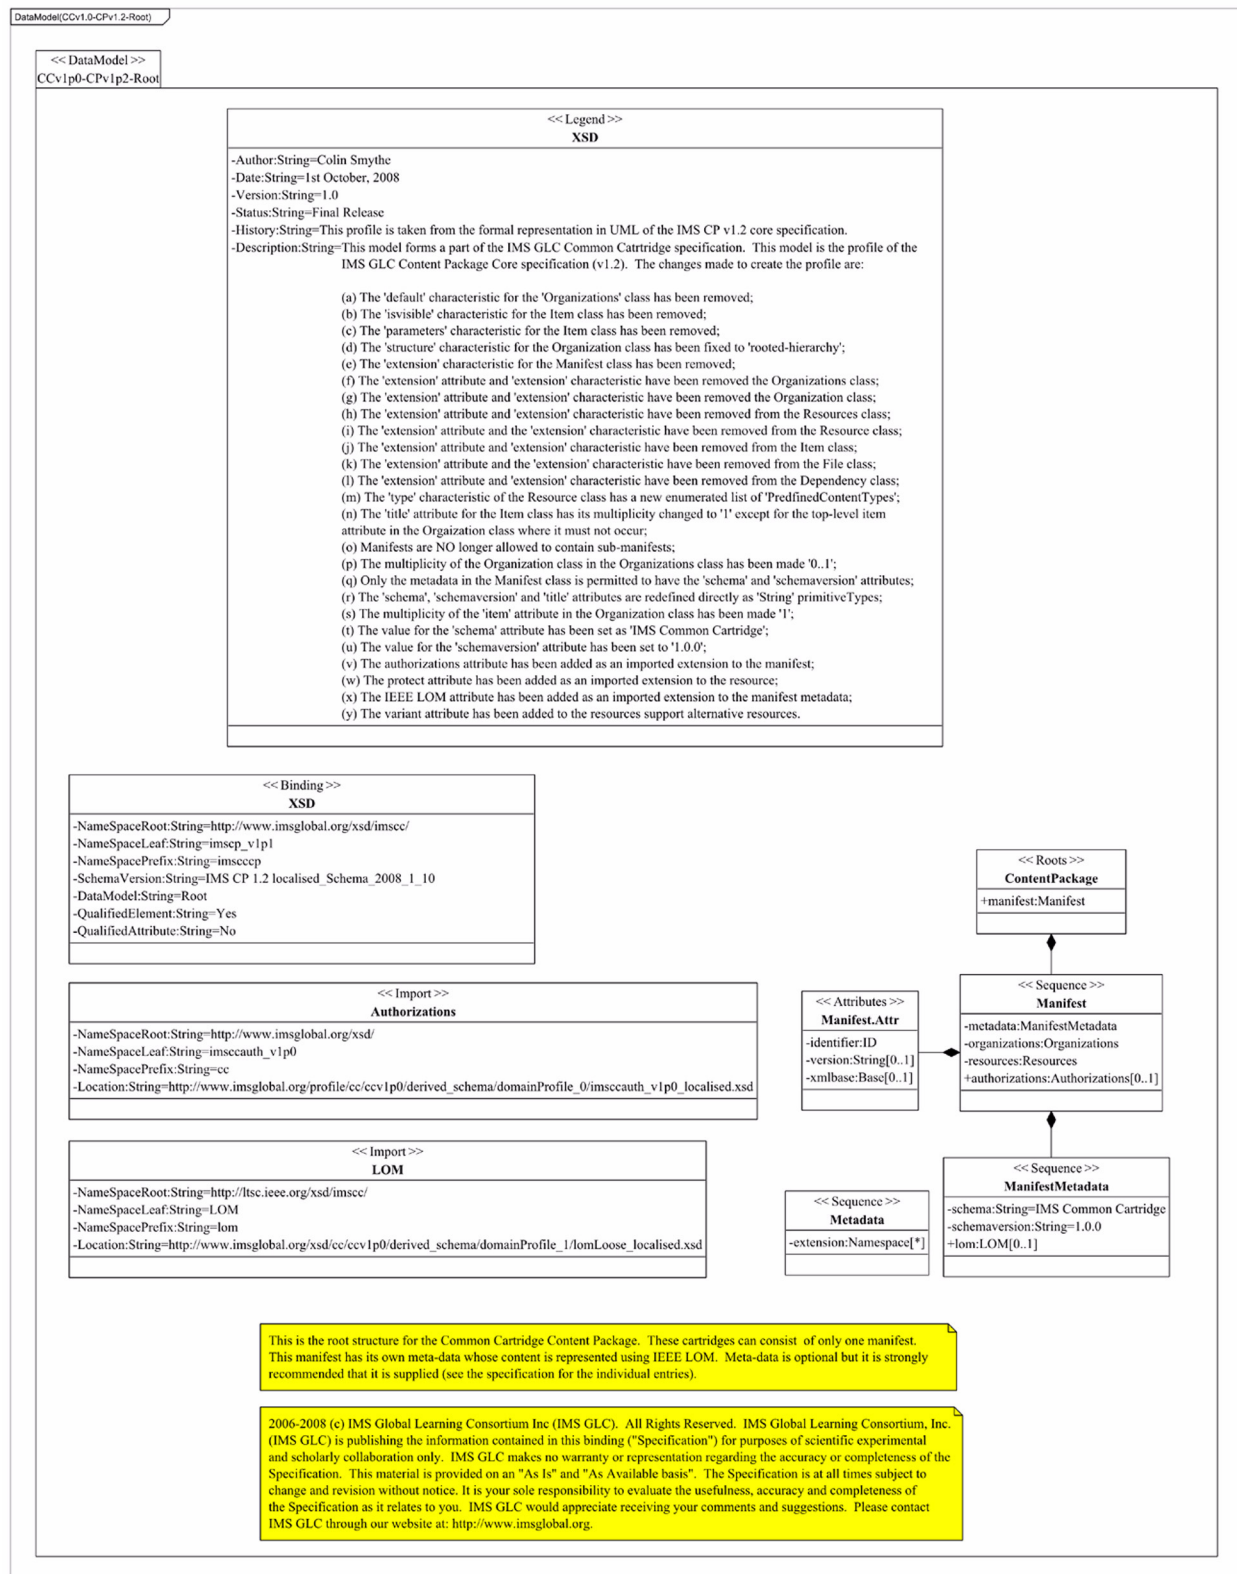 DataModel(CCv1.0-CPv1.2-Root)
<< DataModel >>
CCv1p0-CPv1p2-Root
<< Legend >>
XSD
-Author:String=Colin Smythe
-Date:String=1st October, 2008
-Version:String=1.0
-Status:String=Final Release
-History:String=This profile is taken from the formal representation in UML of the IMS CP v1.2 core specification.
-Description:String=This model forms a part of the IMS GLC Common Catrtridge specification. This model is the profile of the
IMS GLC Content Package Core specification (v1.2). The changes made to create the profile are:
(a) The 'default' characteristic for the 'Organizations' class has been removed;
(b) The 'isvisible' characteristic for the Item class has been removed;
(c) The 'parameters' characteristic for the Item class has been removed;
(d) The 'structure' characteristic for the Organization class has been fixed to 'rooted-hierarchy';
(e) The 'extension' characteristic for the Manifest class has been removed;
(f) The 'extension' attribute and 'extension' characteristic have been removed the Organizations class;
(g) The 'extension' attribute and 'extension' characteristic have been removed the Organization class;
(h) The 'extension' attribute and 'extension' characteristic have been removed from the Resources class;
(i) The 'extension' attribute and the 'extension' characteristic have been removed from the Resource class;
(j) The 'extension' attribute and 'extension' characteristic have been removed from the Item class;
(k) The 'extension' attribute and the 'extension' characteristic have been removed from the File class;
(l) The 'extension' attribute and 'extension' characteristic have been removed from the Dependency class;
(m) The 'type' characteristic of the Resource class has a new enumerated list of 'PredfinedContentTypes';
(n) The 'title' attribute for the Item class has its multiplicity changed to '1' except for the top-level item
attribute in the Orgaization class where it must not occur;
(o) Manifests are NO longer allowed to contain sub-manifests;
(p) The multiplicity of the Organization class in the Organizations class has been made '0..1';
(q) Only the metadata in the Manifest class is permitted to have the 'schema' and 'schemaversion' attributes;
(r) The 'schema', 'schemaversion' and 'title' attributes are redefined directly as 'String' primitiveTypes;
(s) The multiplicity of the 'item' attribute in the Organization class has been made '1';
(t) The value for the 'schema' attribute has been set as 'IMS Common Cartridge';
(u) The value for the 'schemaversion' attribute has been set to '1.0.0';
(v) The authorizations attribute has been added as an imported extension to the manifest;
(w) The protect attribute has been added as an imported extension to the resource;
(x) The IEEE LOM attribute has been added as an imported extension to the manifest metadata;
(y) The variant attribute has been added to the resources support alternative resources.
<< Binding >>
XSD
-NameSpaceRoot:String=http://www.imsglobal.org/xsd/imscc/
-NameSpaceLeaf:String=imscp_v1p1
-NameSpacePrefix:String=imscccp
-SchemaVersion:String=IMS CP 1.2 localised_Schema_2008_1_10
-DataModel:String=Root
-QualifiedElement:String=Yes
-QualifiedAttribute:String=No
<< Roots >>
ContentPackage
+manifest:Manifest
<< Import >>
Authorizations
-NameSpaceRoot:String=http://www.imsglobal.org/xsd/
-NameSpaceLeaf:String=imsccauth_v1p0
-NameSpacePrefix:String=cc
-Location:String=http://www.imsglobal.org/profile/cc/ccv1p0/derived_schema/domainProfile_0/imsccauth_v1p0_localised.xsd
<< Attributes >>
Manifest.Attr
-identifier:ID
-version:String[0..1]
-xmlbase:Base[0..1]
<< Sequence >>
Manifest
-metadata:ManifestMetadata
-organizations:Organizations
-resources:Resources
+authorizations:Authorizations[0..1]
<< Import >>
LOM
-NameSpaceRoot:String=http://ltsc.ieee.org/xsd/imscc/
-NameSpaceLeaf:String=LOM
-NameSpacePrefix:String=lom
-Location:String=http://www.imsglobal.org/xsd/cc/ccv1p0/derived_schema/domainProfile_1/lomLoose_localised.xsd
<< Sequence >>
Metadata
-extension:Namespace[*]
<< Sequence >>
ManifestMetadata
-schema:String=IMS Common Cartridge
-schemaversion:String=1.0.0
+lom:LOM[0..1]
This is the root structure for the Common Cartridge Content Package. These cartridges can consist of only one manifest.
This manifest has its own meta-data whose content is represented using IEEE LOM. Meta-data is optional but it is strongly
recommended that it is supplied (see the specification for the individual entries).
2006-2008 (c) IMS Global Learning Consortium Inc (IMS GLC). All Rights Reserved. IMS Global Learning Consortium, Inc.
(IMS GLC) is publishing the information contained in this binding ("Specification") for purposes of scientific experimental
and scholarly collaboration only. IMS GLC makes no warranty or representation regarding the accuracy or completeness of the
Specification. This material is provided on an "As Is" and "As Available basis". The Specification is at all times subject to
change and revision without notice. It is your sole responsibility to evaluate the usefulness, accuracy and completeness of
the Specification as it relates to you. IMS GLC would appreciate receiving your comments and suggestions. Please contact
IMS GLC through our website at: http://www.imsglobal.org.